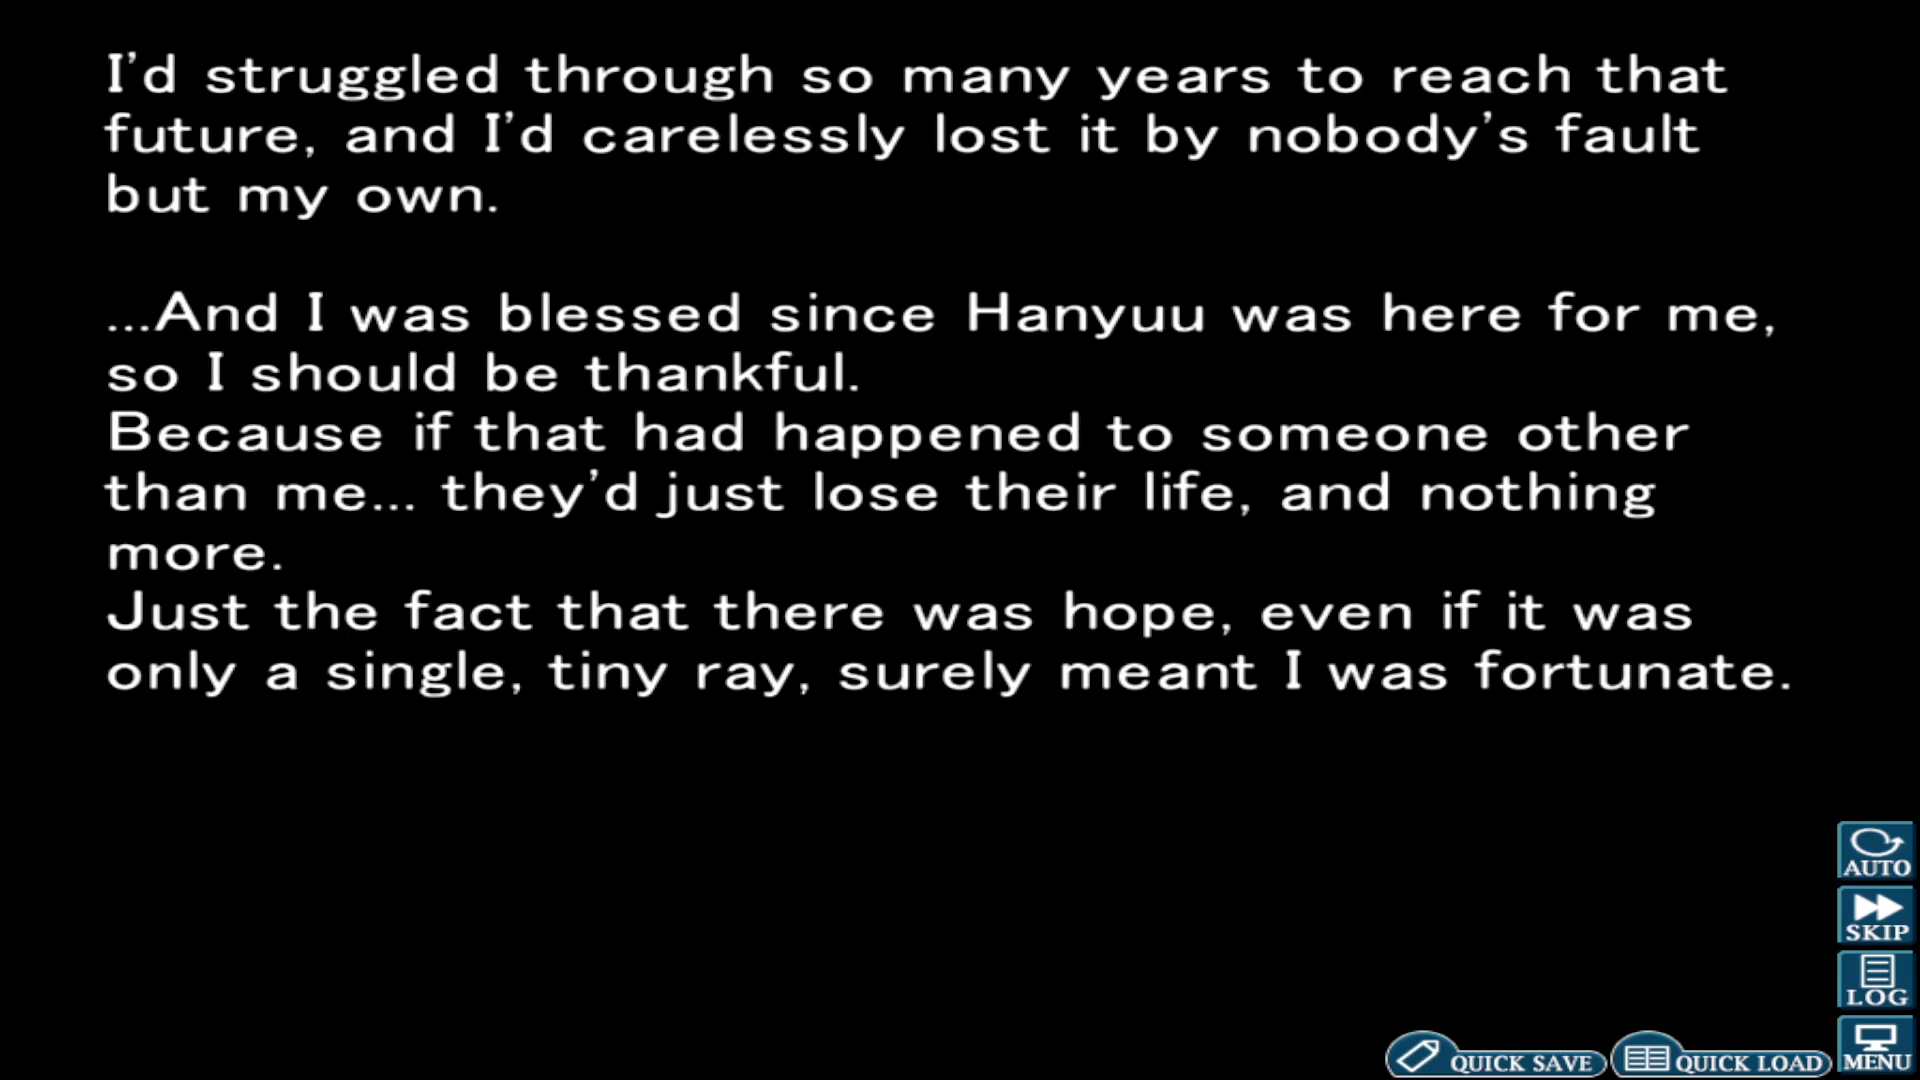 I'd struggled through so many years to reach that
future, and I'd carelessly lost it by nobody's fault
but my own.
...And I was blessed since Hanyuu was here for me,
so I should be thankful.
Because if that had happened to someone other
than me... they'd just lose their life, and nothing
more.
Just the fact that there was hope, even if it was
only a single, tiny ray, surely meant I was fortunate.
AUTO
SKIP
LOG
QUICK SAVE
QUICK LOAD
MENU